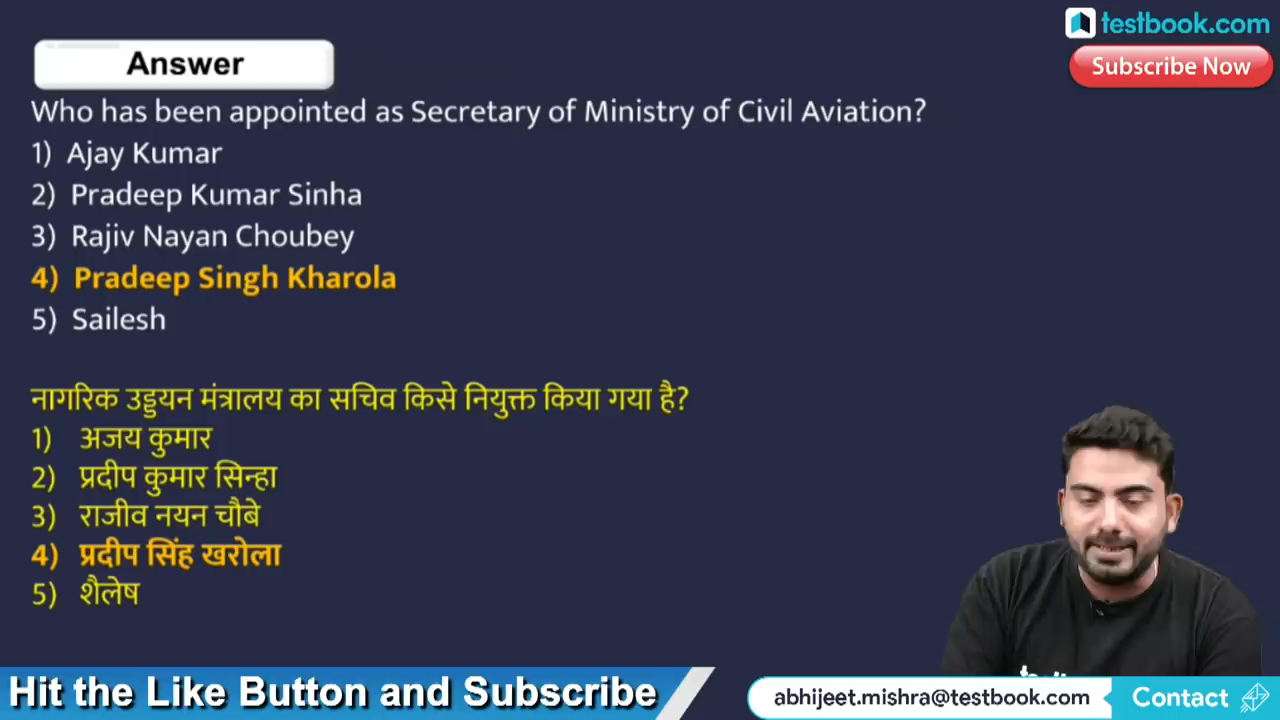 testbook.com
Subscribe Now
Answer
Who has been appointed as Secretary of Ministry of Civil Aviation?
1) Ajay Kumar
2) Pradeep Kumar Sinha
3) Rajiv Nayan Choubey
4) Pradeep Singh Kharola
5) Sailesh
नागरिक उड्डयन मंत्रालय का सचिव किसे नियुक्त किया गया है?
1) अजय कुमार
2) प्रदीप कुमार सिन्हा
3) राजीव नयन चौबे
4) प्रदीप सिंह खरोला
5) शैलेष
Hit the Like Button and Subscribe
abhijeet.mishra@testbook.com
Contact